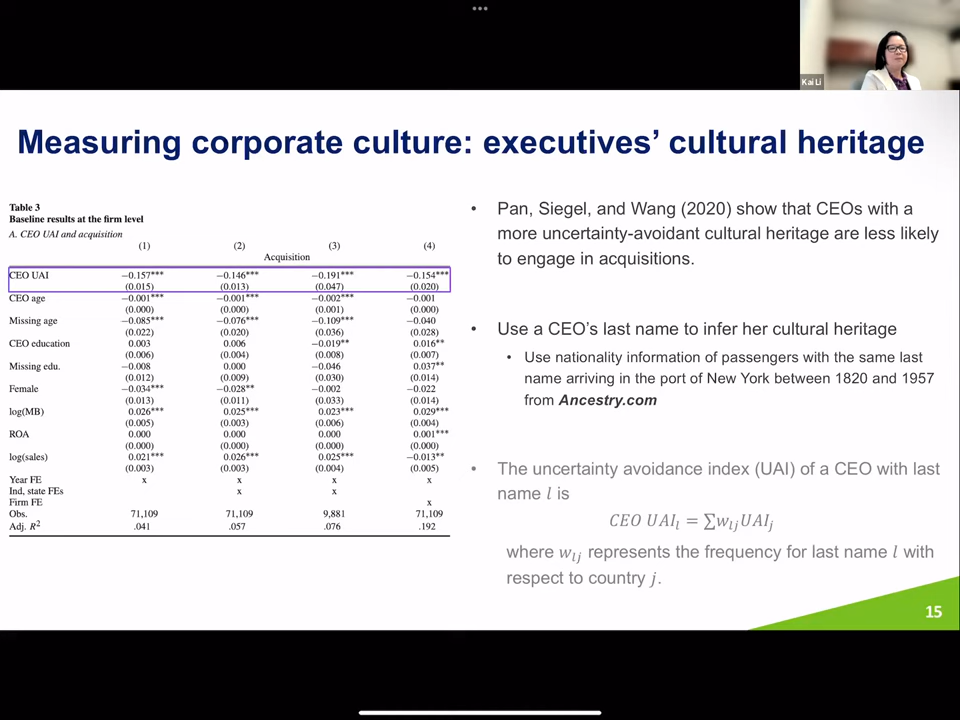 Kai Li
Measuring corporate culture: executives’ cultural heritage
Table 3
Baseline results at the firm level
A. CEO UAI and acquisition
(1) (2) (3) (4)
Acquisition
CEO UAI −0.157*** −0.146*** −0.191*** −0.154***
(0.015) (0.013) (0.047) (0.020)
CEO age −0.001*** −0.001*** −0.002*** −0.001
(0.000) (0.000) (0.001) (0.000)
Missing age −0.085*** −0.076*** −0.109*** −0.040
(0.022) (0.020) (0.036) (0.028)
CEO education 0.003 0.006 −0.019** 0.016**
(0.006) (0.004) (0.008) (0.007)
Missing edu. −0.008 0.000 −0.046 0.037**
(0.012) (0.009) (0.030) (0.014)
Female −0.034*** −0.028** −0.002 −0.022
(0.013) (0.011) (0.033) (0.014)
log(MB) 0.026*** 0.025*** 0.023*** 0.029***
(0.005) (0.003) (0.006) (0.004)
ROA 0.000 0.000 0.000 0.001***
(0.000) (0.000) (0.000) (0.000)
log(sales) 0.021*** 0.026*** 0.025*** −0.013**
(0.003) (0.003) (0.004) (0.005)
Year FE x x x x
Ind, state FEs x x
Firm FE x
Obs. 71,109 71,109 9,881 71,109
Adj. R² .041 .057 .076 .192
• Pan, Siegel, and Wang (2020) show that CEOs with a
more uncertainty-avoidant cultural heritage are less likely
to engage in acquisitions.
• Use a CEO’s last name to infer her cultural heritage
• Use nationality information of passengers with the same last
name arriving in the port of New York between 1820 and 1957
from Ancestry.com
• The uncertainty avoidance index (UAI) of a CEO with last
name l is
CEO UAIₗ = ∑wₗⱼUAIⱼ
where wₗⱼ represents the frequency for last name l with
respect to country j.
15